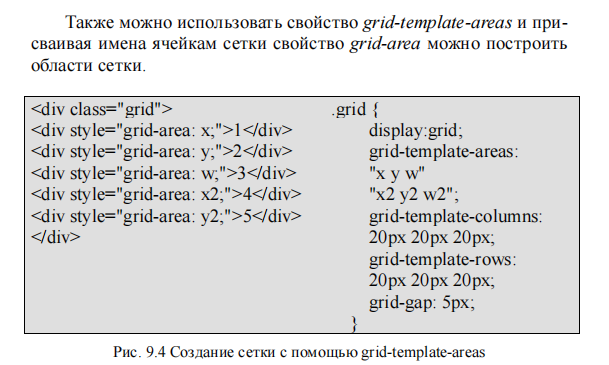 Также можно использовать свойство grid-template-areas и при-
сваивая имена ячейкам сетки свойство grid-area можно построить
области сетки.
<div class="grid">
<div style="grid-area: x;">1</div>
<div style="grid-area: y;">2</div>
<div style="grid-area: w;">3</div>
<div style="grid-area: x2;">4</div>
<div style="grid-area: y2;">5</div>
</div>
.grid {
display:grid;
grid-template-areas:
"x y w"
"x2 y2 w2";
grid-template-columns:
20px 20px 20px;
grid-template-rows:
20px 20px 20px;
grid-gap: 5px;
}
Рис. 9.4 Создание сетки с помощью grid-template-areas